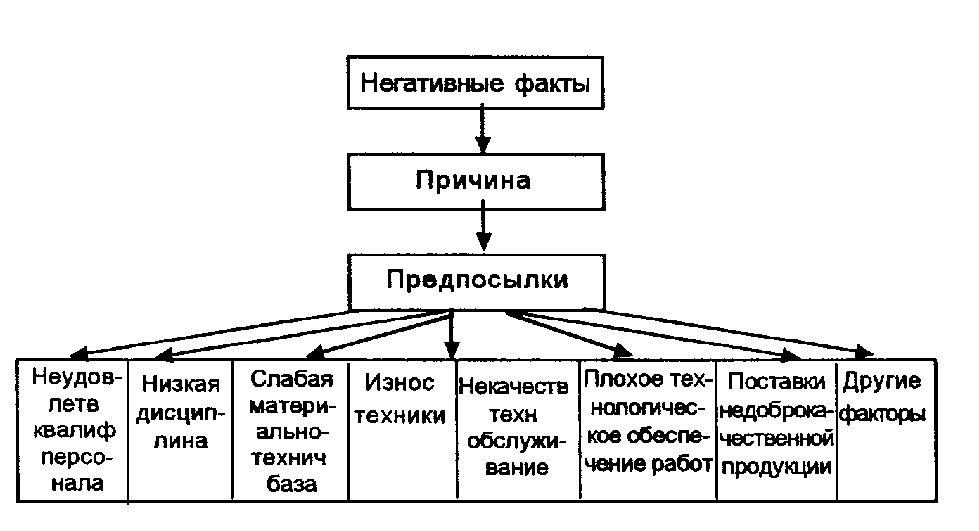 Негативные факты
Причина
Предпосылки
Неудов-
летв
квалиф
персо-
нала
Низкая
дисцип-
лина
Слабая
матери-
ально-
технич
база
Износ
техники
Некачеств
техн
обслужи-
вание
Плохое тех-
нологичес-
кое обеспе-
чение работ
Поставки
недоброка-
чественной
продукции
Другие
факторы